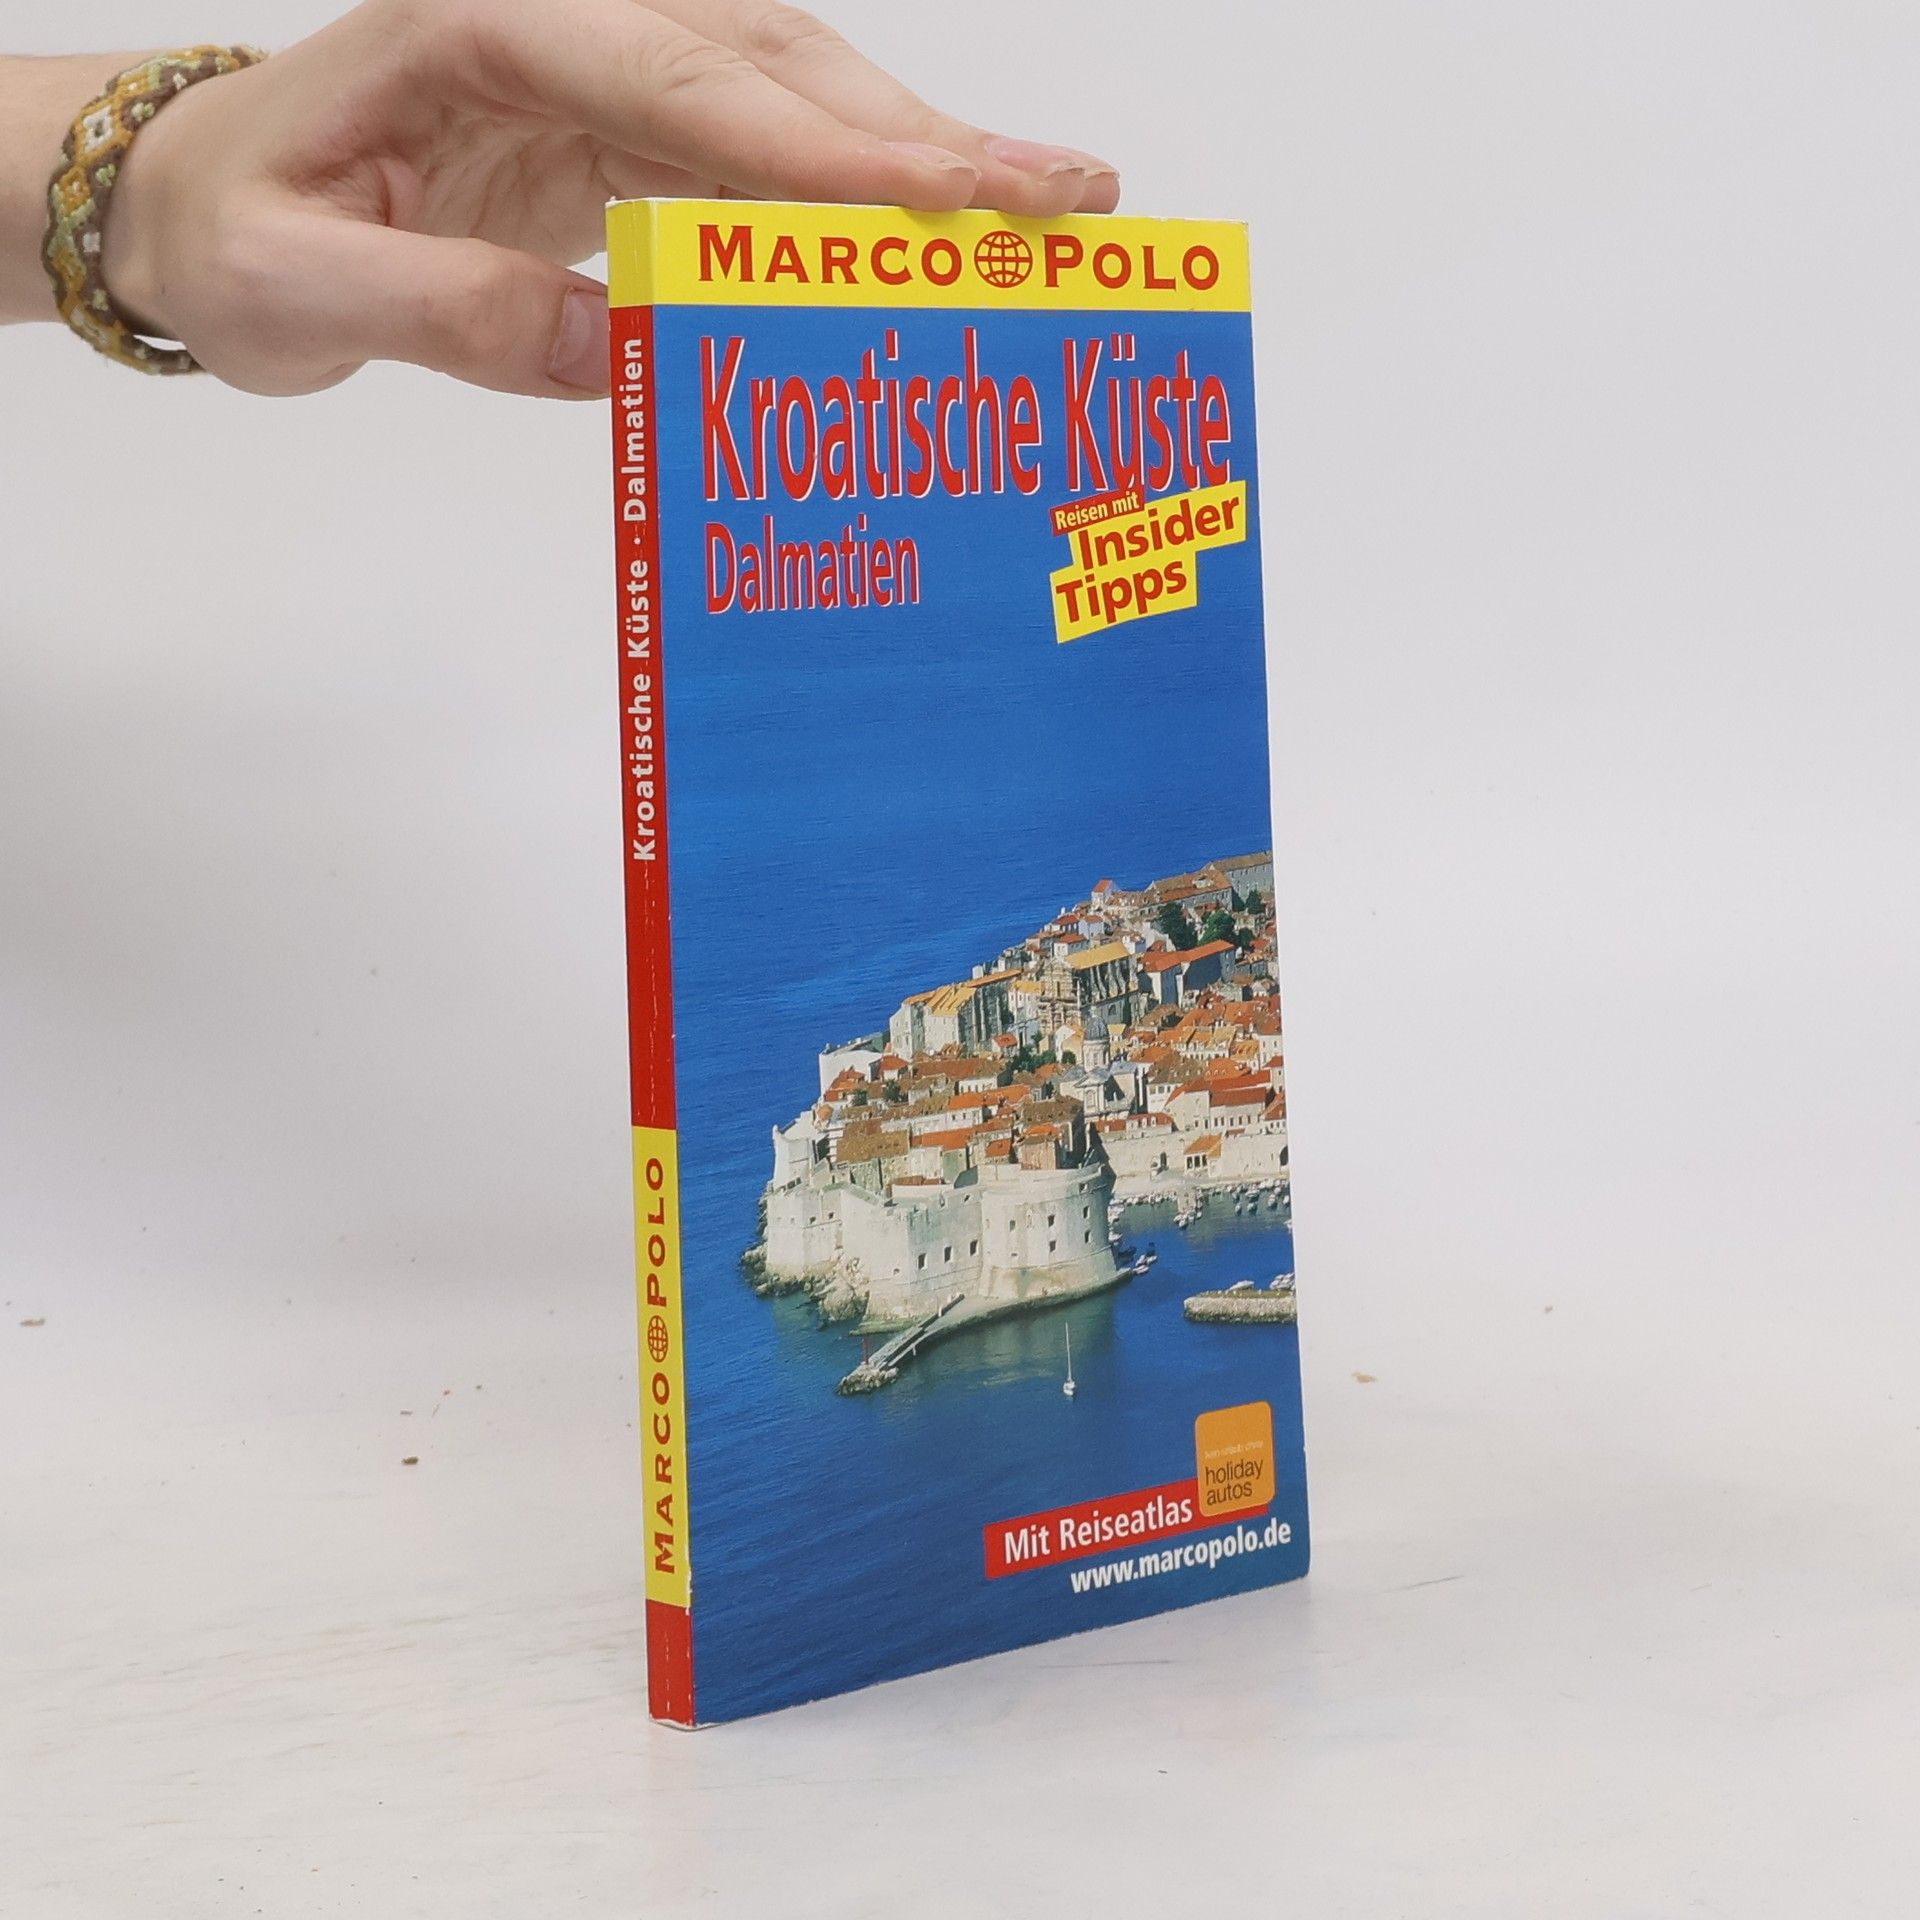 MARCO POLO
Kroatische Küste
Dalmatien
Reisen mit
Insider
Tipps
Kroatische Küste · Dalmatien
MARCO POLO
holiday
autos
Mit Reiseatlas
www.marcopolo.de